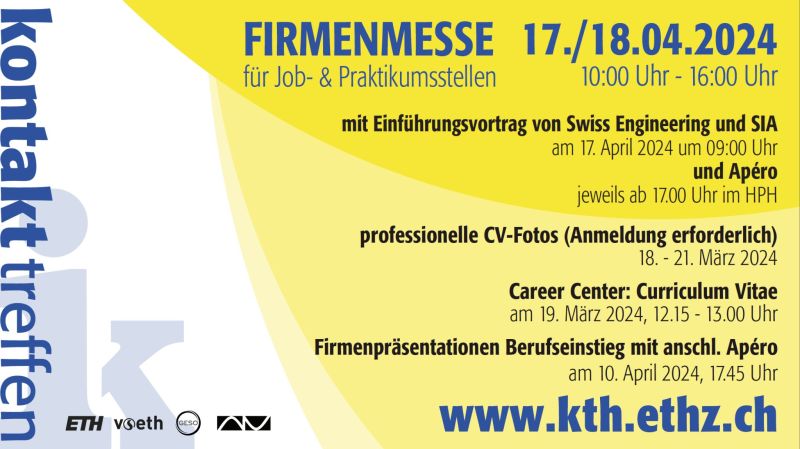 kontakttreffen
FIRMENMESSE 17./18.04.2024
für Job- & Praktikumsstellen 10:00 Uhr - 16:00 Uhr
mit Einführungsvortrag von Swiss Engineering und SIA
am 17. April 2024 um 09:00 Uhr
und Apéro
jeweils ab 17.00 Uhr im HPH
professionelle CV-Fotos (Anmeldung erforderlich)
18. - 21. März 2024
Career Center: Curriculum Vitae
am 19. März 2024, 12.15 - 13.00 Uhr
Firmenpräsentationen Berufseinstieg mit anschl. Apéro
am 10. April 2024, 17.45 Uhr
www.kth.ethz.ch
ik
ETH vseth GESO